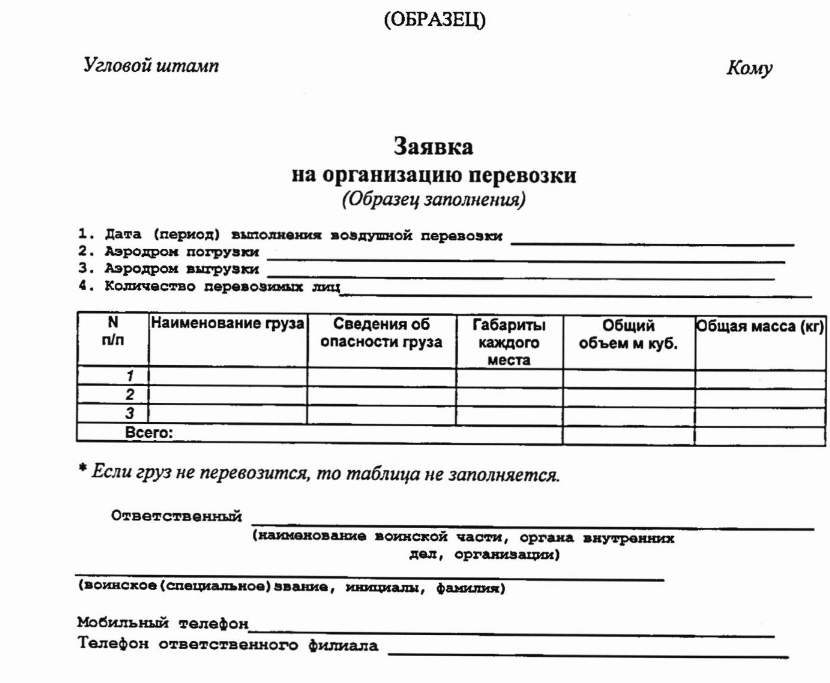 (ОБРАЗЕЦ)
Угловой штамп Кому
Заявка
на организацию перевозки
(Образец заполнения)
1. Дата (период) выполнения воздушной перевозки
2. Аэродром погрузки
3. Аэродром выгрузки
4. Количество перевозимых лиц
N п/п Наименование груза Сведения об опасности груза Габариты каждого места Общий объем м куб. Общая масса (кг)
1
2
3
Всего:
* Если груз не перевозится, то таблица не заполняется.
Ответственный
(наименование воинской части, органа внутренних
дел, организации)
(воинское(специальное)звание, инициалы, фамилия)
Мобильный телефон
Телефон ответственного филиала